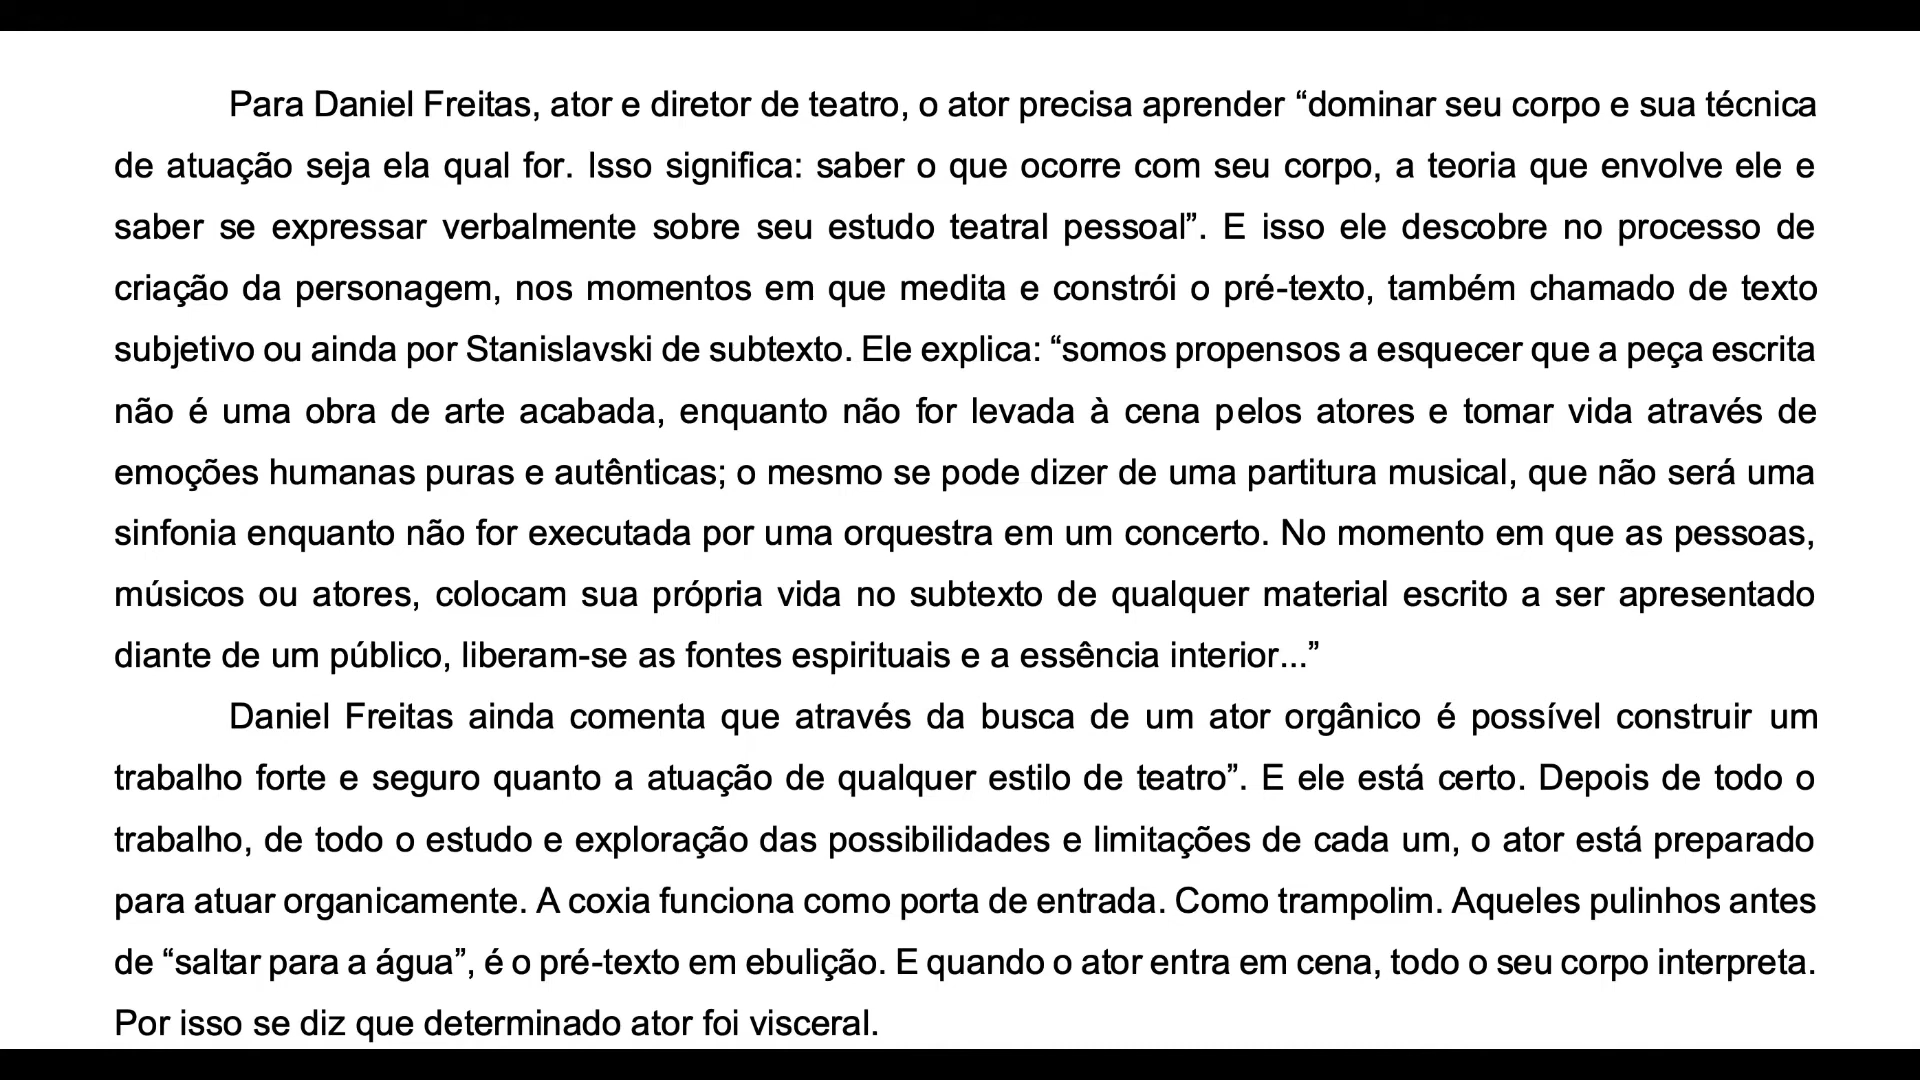 Para Daniel Freitas, ator e diretor de teatro, o ator precisa aprender “dominar seu corpo e sua técnica
de atuação seja ela qual for. Isso significa: saber o que ocorre com seu corpo, a teoria que envolve ele e
saber se expressar verbalmente sobre seu estudo teatral pessoal”. E isso ele descobre no processo de
criação da personagem, nos momentos em que medita e constrói o pré-texto, também chamado de texto
subjetivo ou ainda por Stanislavski de subtexto. Ele explica: “somos propensos a esquecer que a peça escrita
não é uma obra de arte acabada, enquanto não for levada à cena pelos atores e tomar vida através de
emoções humanas puras e autênticas; o mesmo se pode dizer de uma partitura musical, que não será uma
sinfonia enquanto não for executada por uma orquestra em um concerto. No momento em que as pessoas,
músicos ou atores, colocam sua própria vida no subtexto de qualquer material escrito a ser apresentado
diante de um público, liberam-se as fontes espirituais e a essência interior...”
Daniel Freitas ainda comenta que através da busca de um ator orgânico é possível construir um
trabalho forte e seguro quanto a atuação de qualquer estilo de teatro”. E ele está certo. Depois de todo o
trabalho, de todo o estudo e exploração das possibilidades e limitações de cada um, o ator está preparado
para atuar organicamente. A coxia funciona como porta de entrada. Como trampolim. Aqueles pulinhos antes
de “saltar para a água”, é o pré-texto em ebulição. E quando o ator entra em cena, todo o seu corpo interpreta.
Por isso se diz que determinado ator foi visceral.